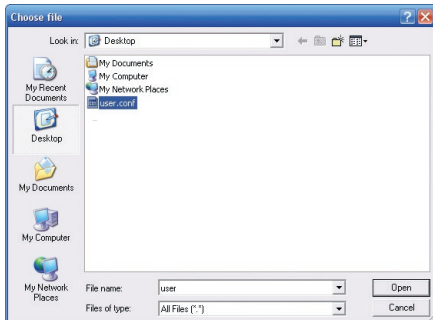 Choose file
Look in: Desktop
My Recent
Documents
Desktop
My Documents
My Computer
My Network
Places
My Documents
My Computer
My Network Places
user.conf
File name: user Open
Files of type: All Files (*.*) Cancel